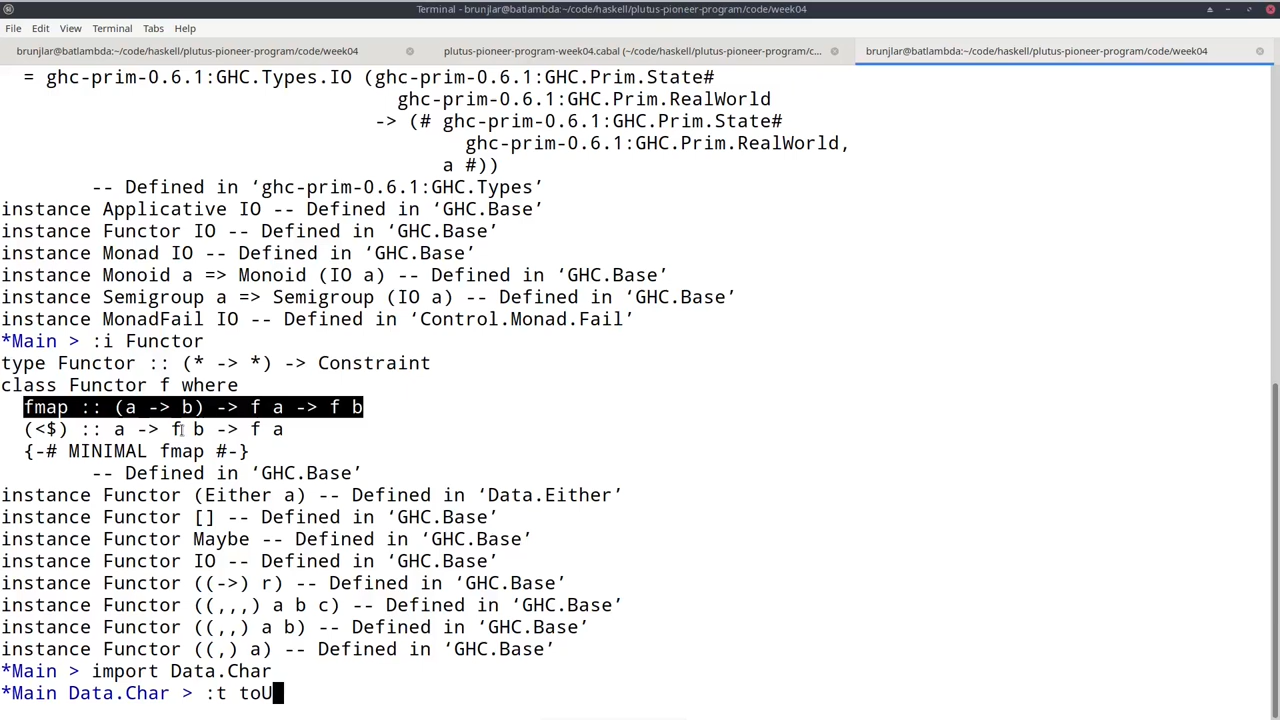 Terminal - brunjlar@batlambda:~/code/haskell/plutus-pioneer-program/code/week04
File Edit View Terminal Tabs Help
brunjlar@batlambda:~/code/haskell/plutus-pioneer-program/code/week04 plutus-pioneer-program-week04.cabal (~/code/haskell/plutus-pioneer-program/c... brunjlar@batlambda:~/code/haskell/plutus-pioneer-program/code/week04
= ghc-prim-0.6.1:GHC.Types.IO (ghc-prim-0.6.1:GHC.Prim.State#
ghc-prim-0.6.1:GHC.Prim.RealWorld
-> (# ghc-prim-0.6.1:GHC.Prim.State#
ghc-prim-0.6.1:GHC.Prim.RealWorld,
a #))
-- Defined in ‘ghc-prim-0.6.1:GHC.Types’
instance Applicative IO -- Defined in ‘GHC.Base’
instance Functor IO -- Defined in ‘GHC.Base’
instance Monad IO -- Defined in ‘GHC.Base’
instance Monoid a => Monoid (IO a) -- Defined in ‘GHC.Base’
instance Semigroup a => Semigroup (IO a) -- Defined in ‘GHC.Base’
instance MonadFail IO -- Defined in ‘Control.Monad.Fail’
*Main > :i Functor
type Functor :: (* -> *) -> Constraint
class Functor f where
fmap :: (a -> b) -> f a -> f b
(<$) :: a -> f b -> f a
{-# MINIMAL fmap #-}
-- Defined in ‘GHC.Base’
instance Functor (Either a) -- Defined in ‘Data.Either’
instance Functor [] -- Defined in ‘GHC.Base’
instance Functor Maybe -- Defined in ‘GHC.Base’
instance Functor IO -- Defined in ‘GHC.Base’
instance Functor ((->) r) -- Defined in ‘GHC.Base’
instance Functor ((,,,) a b c) -- Defined in ‘GHC.Base’
instance Functor ((,,) a b) -- Defined in ‘GHC.Base’
instance Functor ((,) a) -- Defined in ‘GHC.Base’
*Main > import Data.Char
*Main Data.Char > :t toU